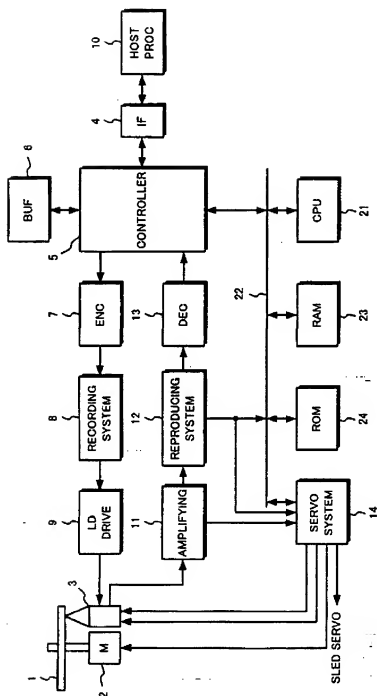 10
HOST
PROC
4
IF
6
BUF
5
CONTROLLER
7
ENC
13
DEC
22
CPU
21
RAM
23
ROM
24
8
RECORDING
SYSTEM
12
REPRODUCING
SYSTEM
9
LD
DRIVE
11
AMPLIFYING
SERVO
SYSTEM
14
3
1
M
2
SLED SERVO